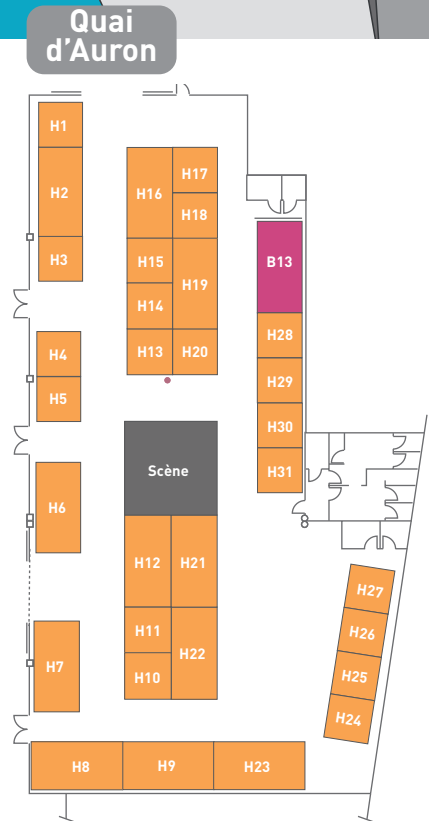 Quai
d'Auron
H1
H2
H3
H4
H5
H6
H7
H16
H17
H18
H15
H19
H14
H13
H20
Scène
H12
H21
H11
H22
H10
B13
H28
H29
H30
H31
H27
H26
H25
H24
H8
H9
H23